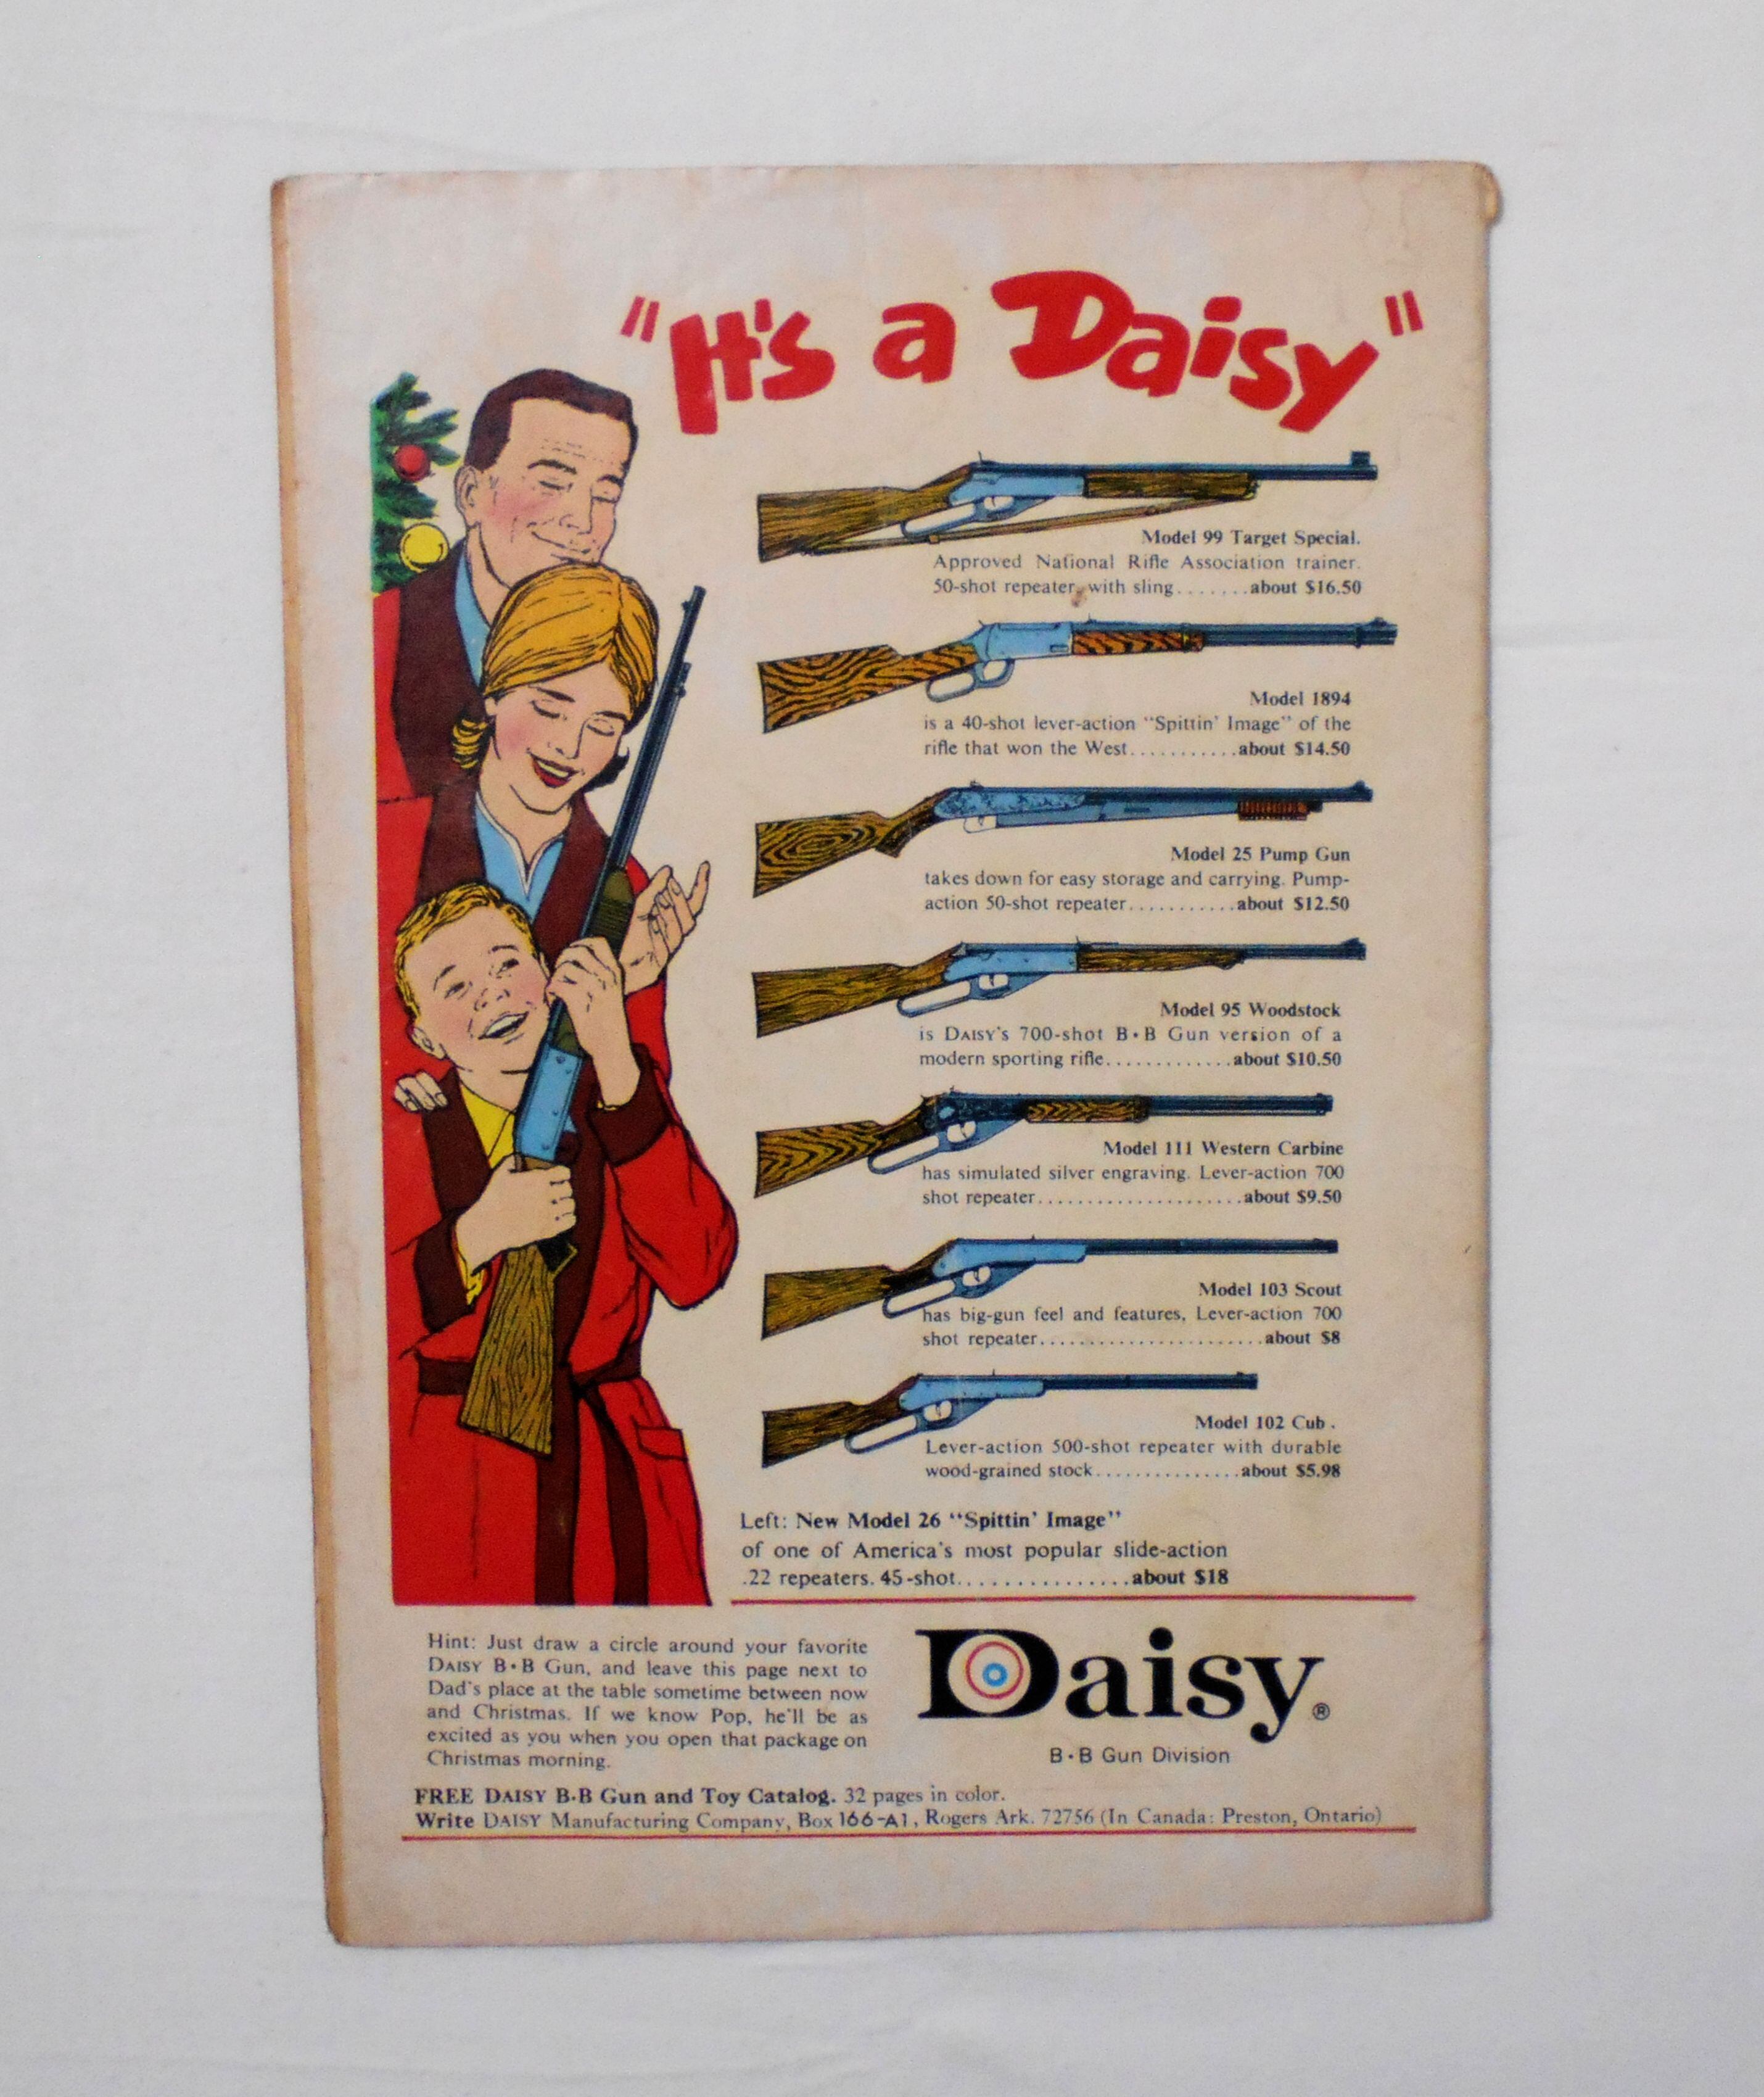 "It's a Daisy"
Model 99 Target Special.
Approved National Rifle Association trainer.
50-shot repeater, with sling.......about $16.50
Model 1894
is a 40-shot lever-action "Spittin' Image" of the
rifle that won the West...........about $14.50
Model 25 Pump Gun
takes down for easy storage and carrying. Pump-
action 50-shot repeater...........about $12.50
Model 95 Woodstock
is DAISY'S 700-shot B•B Gun version of a
modern sporting rifle.............about $10.50
Model 111 Western Carbine
has simulated silver engraving. Lever-action 700
shot repeater.....................about $9.50
Model 103 Scout
has big-gun feel and features, Lever-action 700
shot repeater.......................about $8
Model 102 Cub.
Lever-action 500-shot repeater with durable
wood-grained stock...............about $5.98
Left: New Model 26 "Spittin' Image"
of one of America's most popular slide-action
.22 repeaters. 45-shot................about $18
Hint: Just draw a circle around your favorite
DAISY B•B Gun, and leave this page next to
Dad's place at the table sometime between now
and Christmas. If we know Pop, he'll be as
excited as you when you open that package on
Christmas morning.
Daisy®
B•B Gun Division
FREE DAISY B•B Gun and Toy Catalog. 32 pages in color.
Write DAISY Manufacturing Company, Box 166-A1, Rogers Ark. 72756 (In Canada: Preston, Ontario)